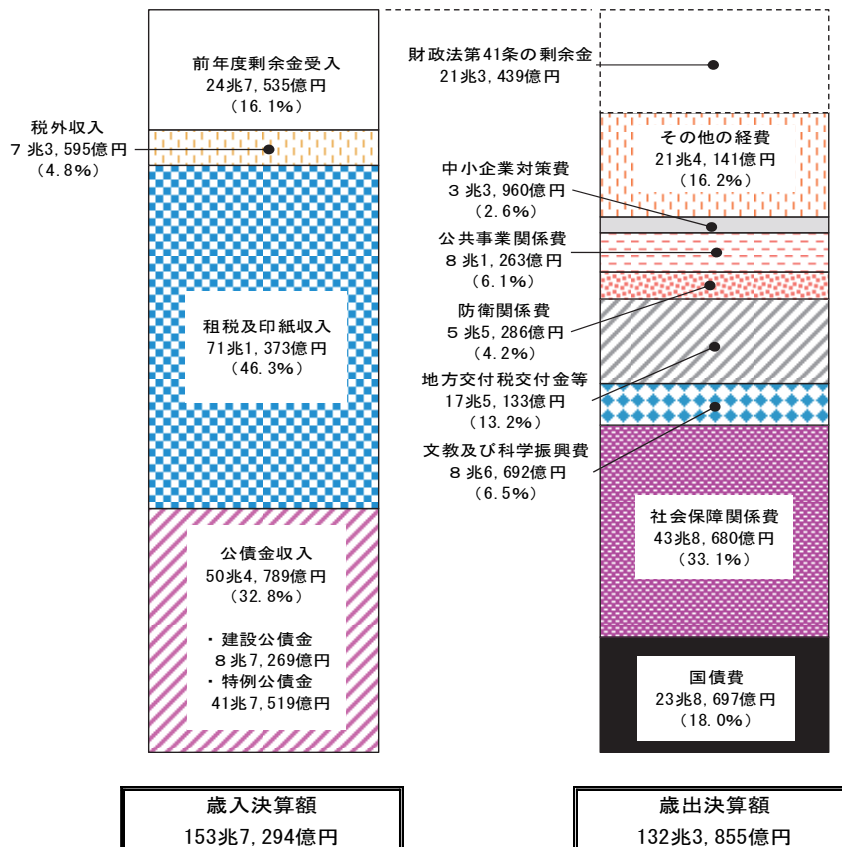 前年度剰余金受入
24兆7,535億円
(16.1%)
税外収入
7兆3,595億円
(4.8%)
租税及印紙収入
71兆1,373億円
(46.3%)
公債金収入
50兆4,789億円
(32.8%)
・建設公債金
8兆7,269億円
・特例公債金
41兆7,519億円
歳入決算額
153兆7,294億円
財政法第41条の剰余金
21兆3,439億円
その他の経費
21兆4,141億円
(16.2%)
中小企業対策費
3兆3,960億円
(2.6%)
公共事業関係費
8兆1,263億円
(6.1%)
防衛関係費
5兆5,286億円
(4.2%)
地方交付税交付金等
17兆5,133億円
(13.2%)
文教及び科学振興費
8兆6,692億円
(6.5%)
社会保障関係費
43兆8,680億円
(33.1%)
国債費
23兆8,697億円
(18.0%)
歳出決算額
132兆3,855億円